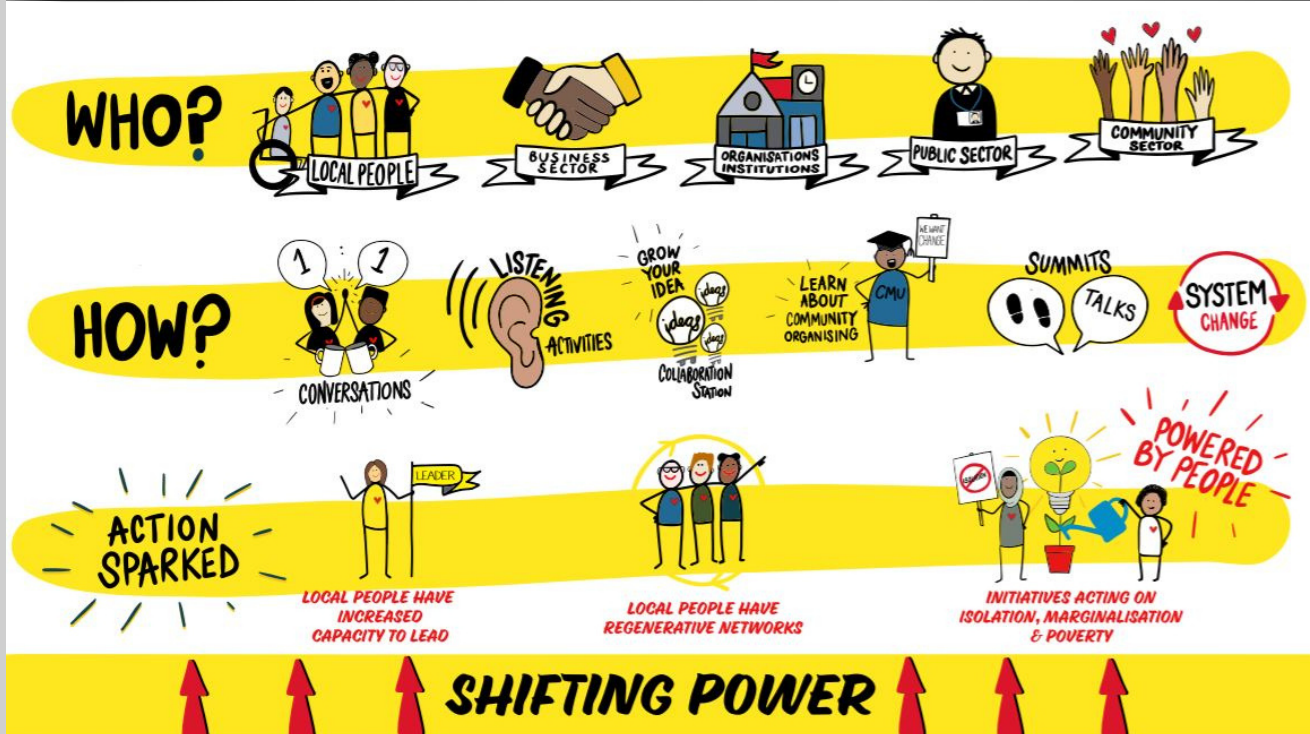 WHO?
LOCAL PEOPLE
BUSINESS
SECTOR
ORGANISATIONS
INSTITUTIONS
PUBLIC SECTOR
COMMUNITY
SECTOR
HOW?
1 : 1
CONVERSATIONS
LISTENING
ACTIVITIES
GROW
YOUR
IDEA
ideas
ideas
ideas
COLLABORATION
STATION
LEARN
ABOUT
COMMUNITY
ORGANISING
CMU
WE WANT
CHANGE
SUMMITS
TALKS
SYSTEM
CHANGE
ACTION
SPARKED
LEADER
LOCAL PEOPLE HAVE
INCREASED
CAPACITY TO LEAD
LOCAL PEOPLE HAVE
REGENERATIVE NETWORKS
POWERED
BY PEOPLE
INITIATIVES ACTING ON
ISOLATION, MARGINALISATION
& POVERTY
SHIFTING POWER